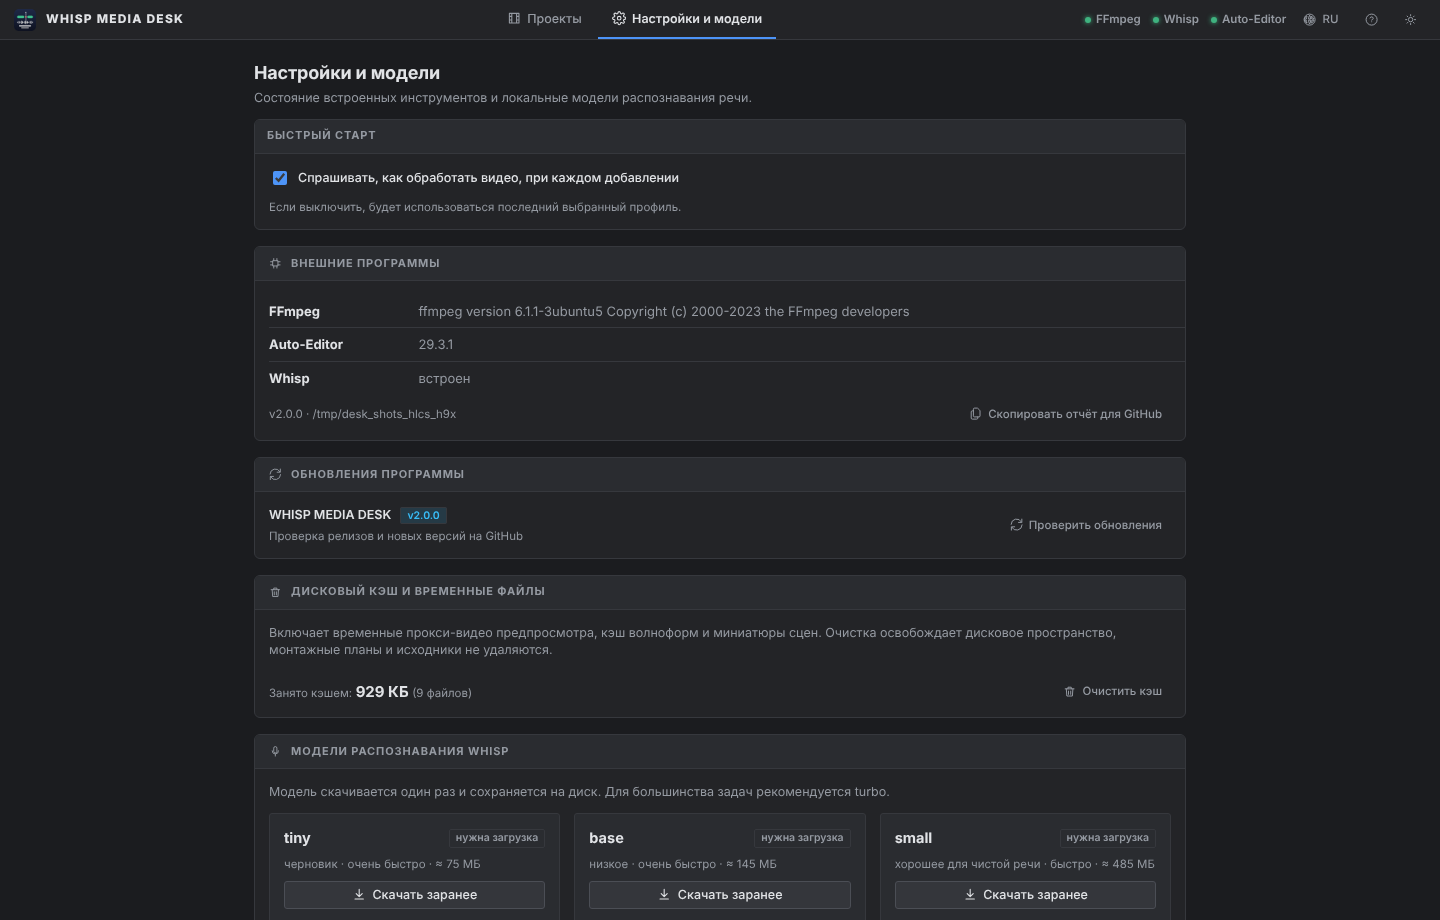 WHISP MEDIA DESK
Проекты
Настройки и модели
FFmpeg
Whisp
Auto-Editor
RU
Настройки и модели
Состояние встроенных инструментов и локальные модели распознавания речи.
БЫСТРЫЙ СТАРТ
Спрашивать, как обработать видео, при каждом добавлении
Если выключить, будет использоваться последний выбранный профиль.
ВНЕШНИЕ ПРОГРАММЫ
FFmpeg ffmpeg version 6.1.1-3ubuntu5 Copyright (c) 2000-2023 the FFmpeg developers
Auto-Editor 29.3.1
Whisp встроен
v2.0.0 · /tmp/desk_shots_hlcs_h9x
Скопировать отчёт для GitHub
ОБНОВЛЕНИЯ ПРОГРАММЫ
WHISP MEDIA DESK v2.0.0
Проверка релизов и новых версий на GitHub
Проверить обновления
ДИСКОВЫЙ КЭШ И ВРЕМЕННЫЕ ФАЙЛЫ
Включает временные прокси-видео предпросмотра, кэш волноформ и миниатюры сцен. Очистка освобождает дисковое пространство,
монтажные планы и исходники не удаляются.
Занято кэшем: 929 КБ (9 файлов)
Очистить кэш
МОДЕЛИ РАСПОЗНАВАНИЯ WHISP
Модель скачивается один раз и сохраняется на диск. Для большинства задач рекомендуется turbo.
tiny
нужна загрузка
черновик · очень быстро · ≈ 75 МБ
Скачать заранее
base
нужна загрузка
низкое · очень быстро · ≈ 145 МБ
Скачать заранее
small
нужна загрузка
хорошее для чистой речи · быстро · ≈ 485 МБ
Скачать заранее